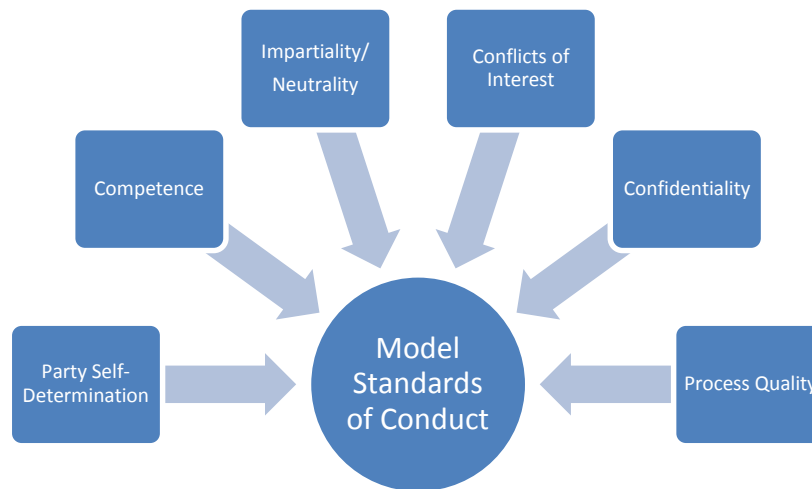 Impartiality/
Neutrality
Conflicts of
Interest
Competence
Confidentiality
Party Self-
Determination
Model
Standards
of Conduct
Process Quality